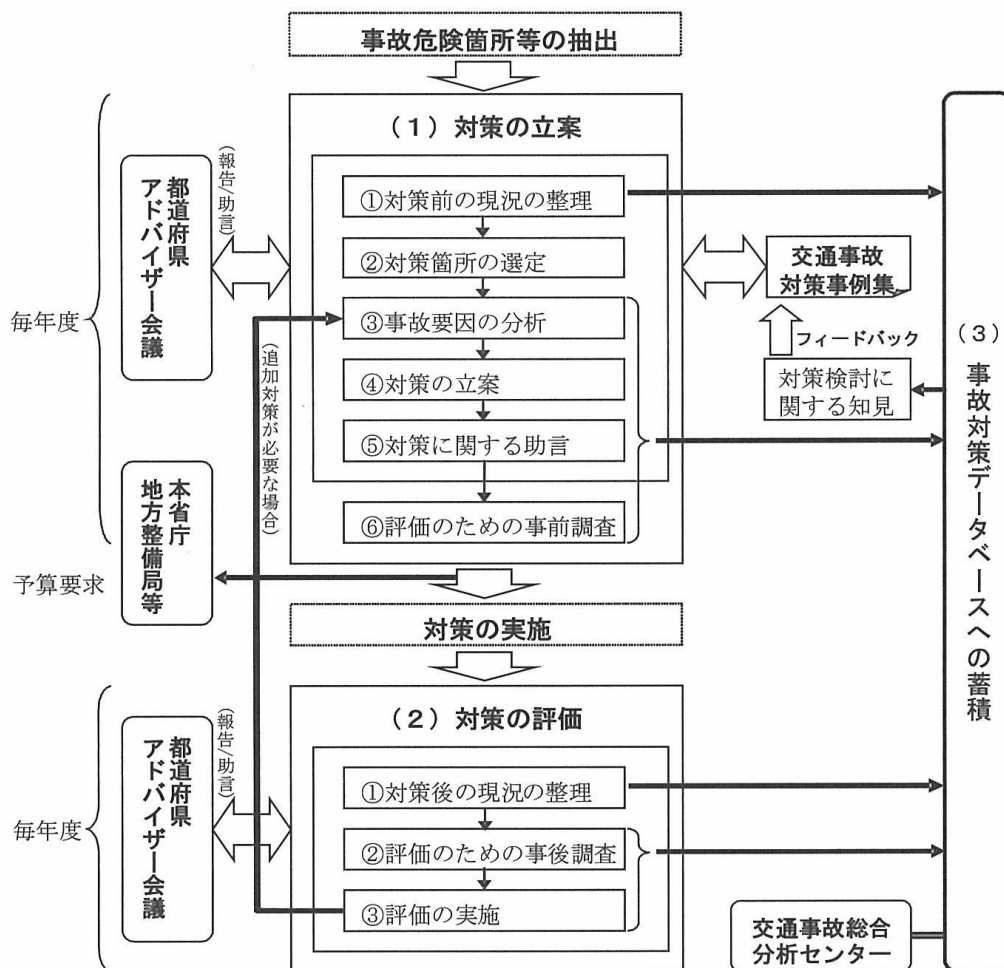 事故危険箇所等の抽出
(1)対策の立案
①対策前の現況の整理
②対策箇所の選定
③事故要因の分析
④対策の立案
⑤対策に関する助言
⑥評価のための事前調査
毎年度
都道府県
アドバイザー会議
(報告/助言)
(追加対策が必要な場合)
本省庁
地方整備局等
予算要求
交通事故
対策事例集
フィードバック
対策検討に
関する知見
(3)事故対策データベースへの蓄積
対策の実施
(2)対策の評価
①対策後の現況の整理
②評価のための事後調査
③評価の実施
毎年度
都道府県
アドバイザー会議
(報告/助言)
交通事故総合
分析センター